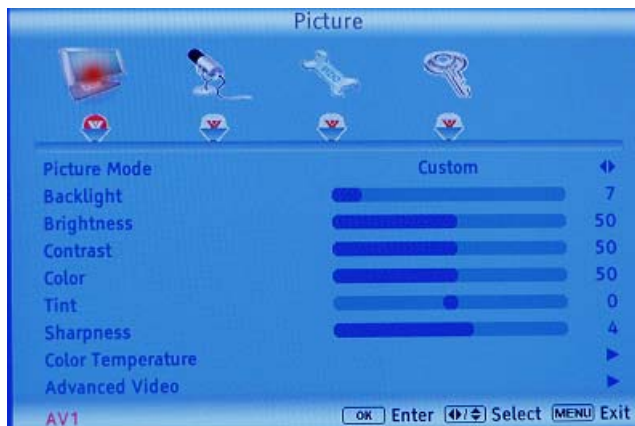 Picture
Picture Mode Custom
Backlight 7
Brightness 50
Contrast 50
Color 50
Tint 0
Sharpness 4
Color Temperature
Advanced Video
AV1 OK Enter Select MENU Exit